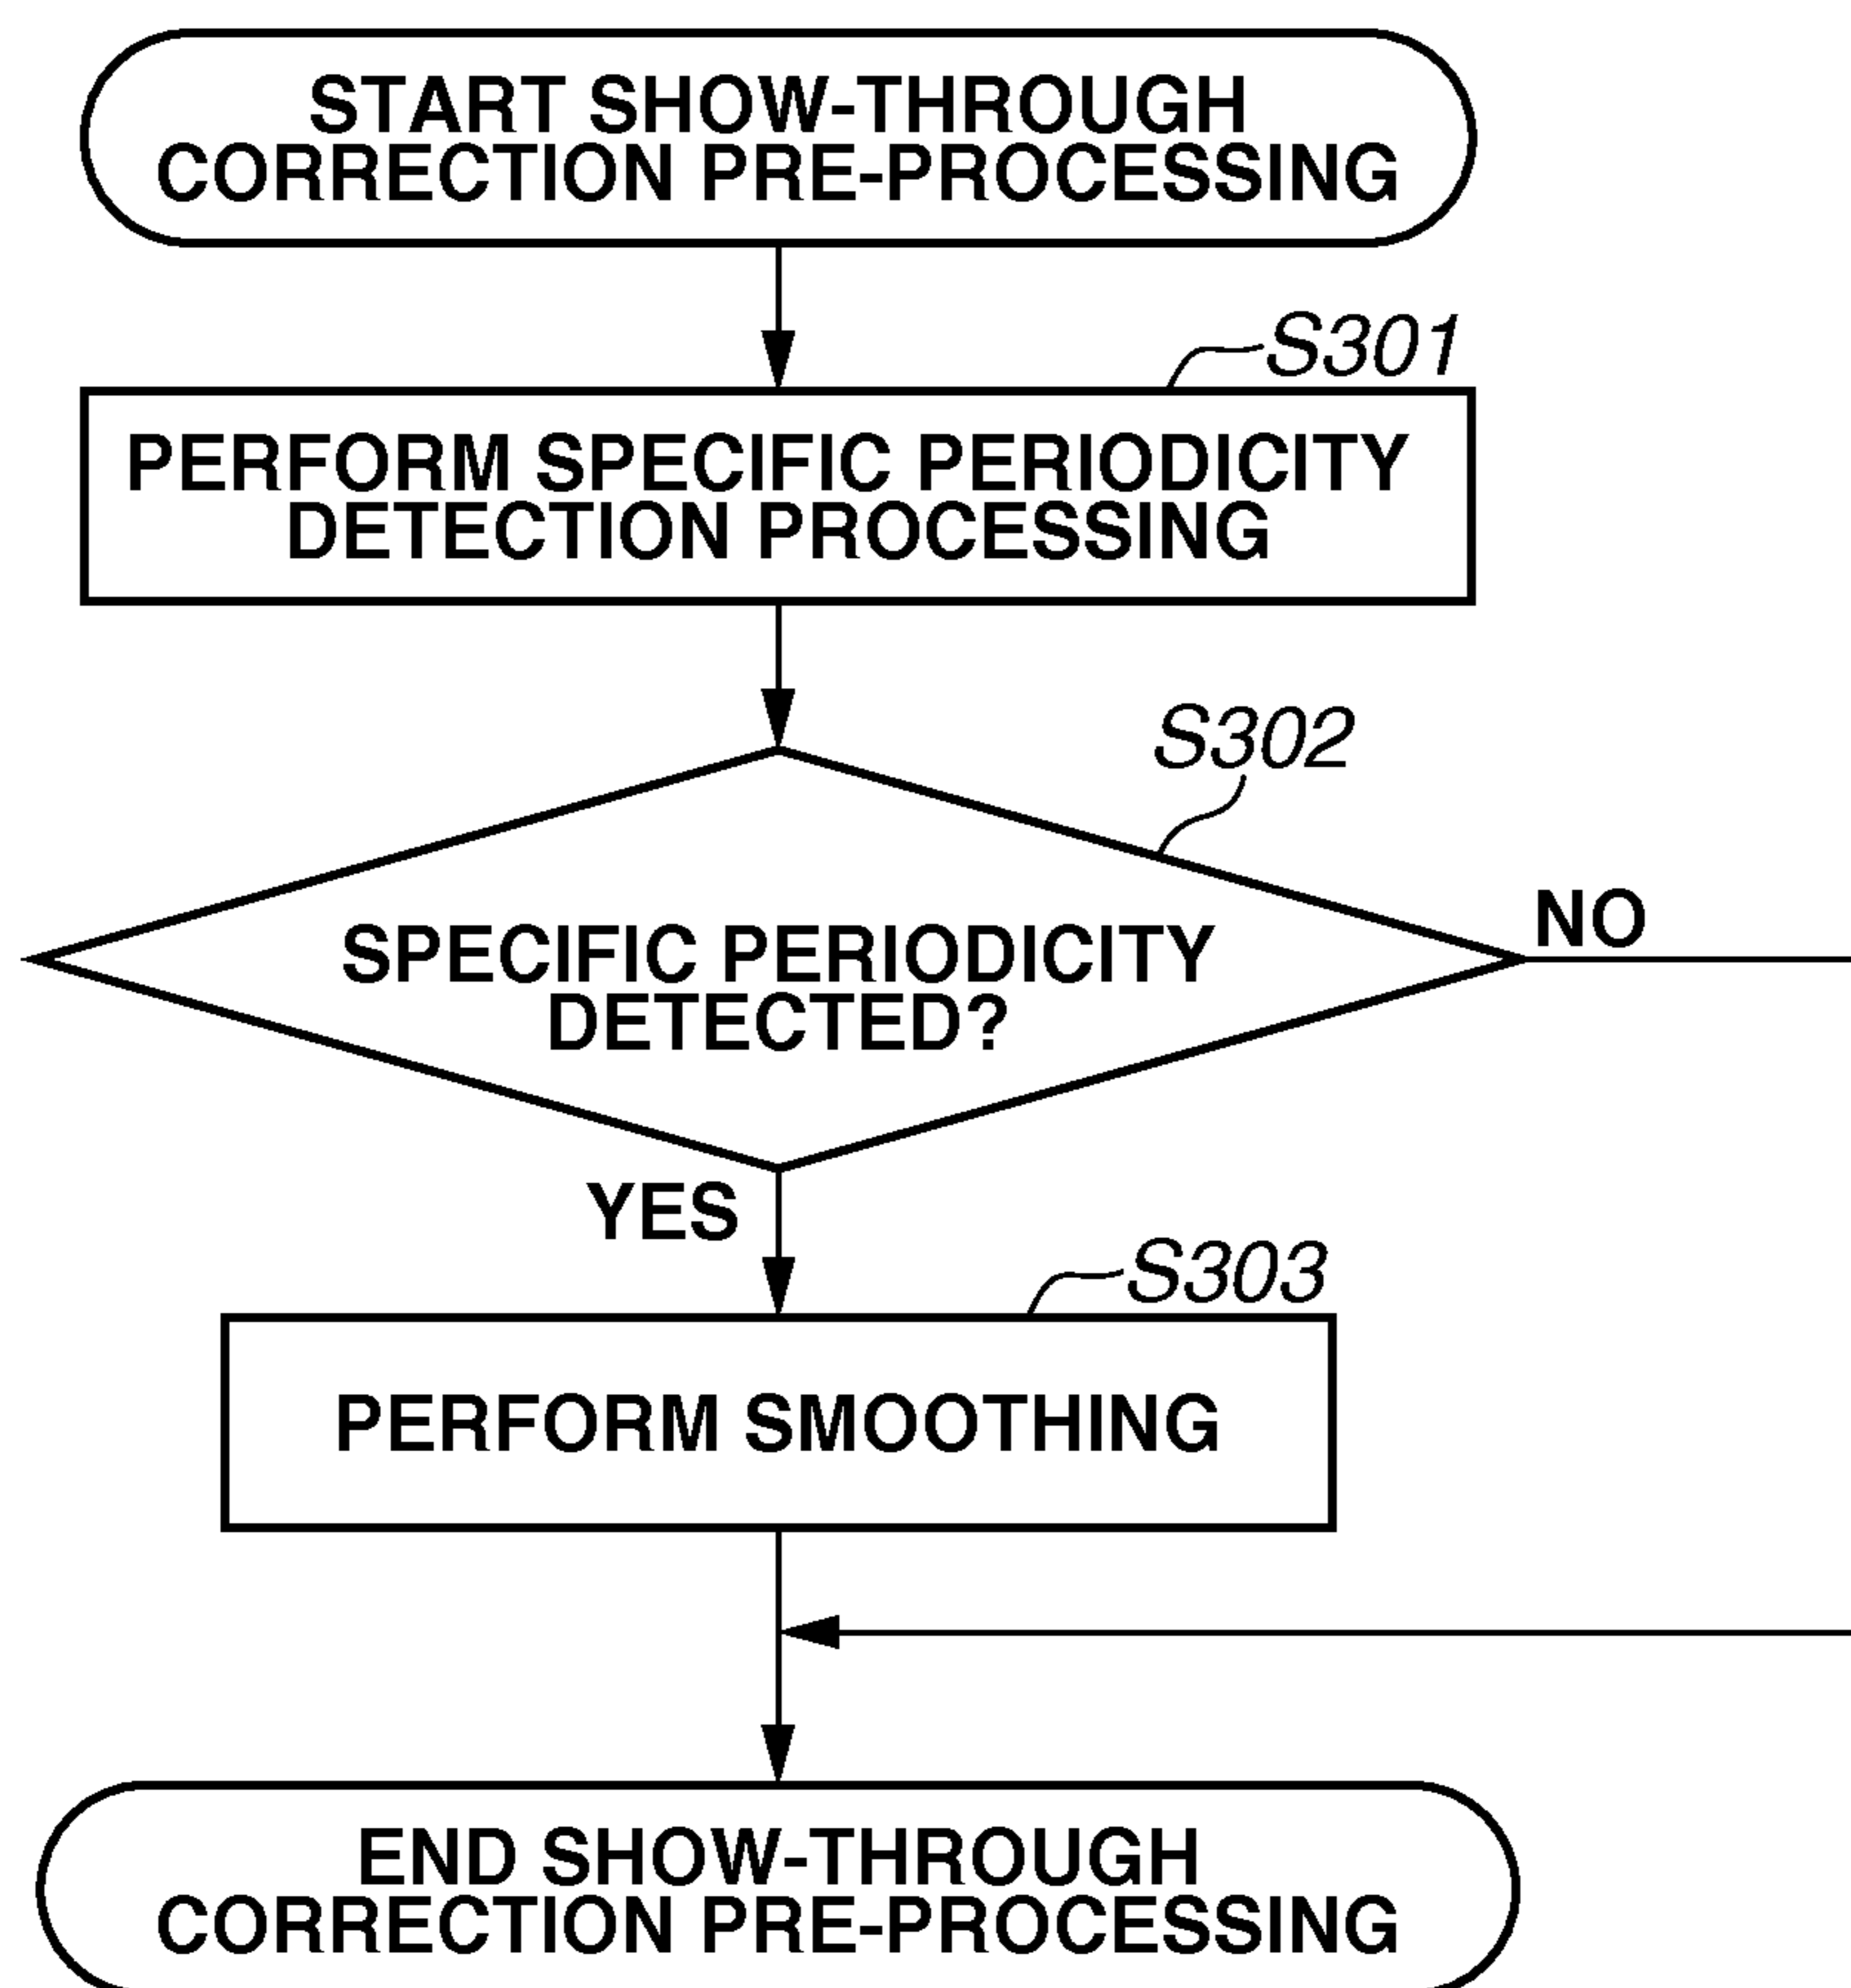 START SHOW-THROUGH
CORRECTION PRE-PROCESSING
S301
PERFORM SPECIFIC PERIODICITY
DETECTION PROCESSING
S302
NO
SPECIFIC PERIODICITY
DETECTED?
YES
S303
PERFORM SMOOTHING
END SHOW-THROUGH
CORRECTION PRE-PROCESSING